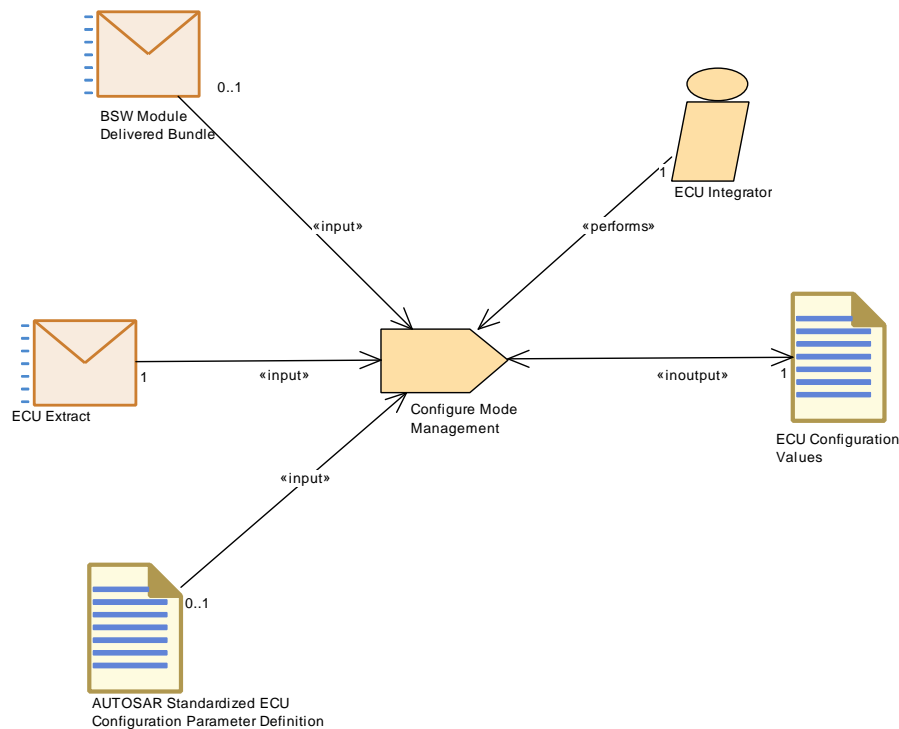 0..1
BSW Module
Delivered Bundle
1
ECU Integrator
«input»
«performs»
1
«input»
ECU Extract
Configure Mode
Management
«inoutput»
1
ECU Configuration
Values
«input»
0..1
AUTOSAR Standardized ECU
Configuration Parameter Definition